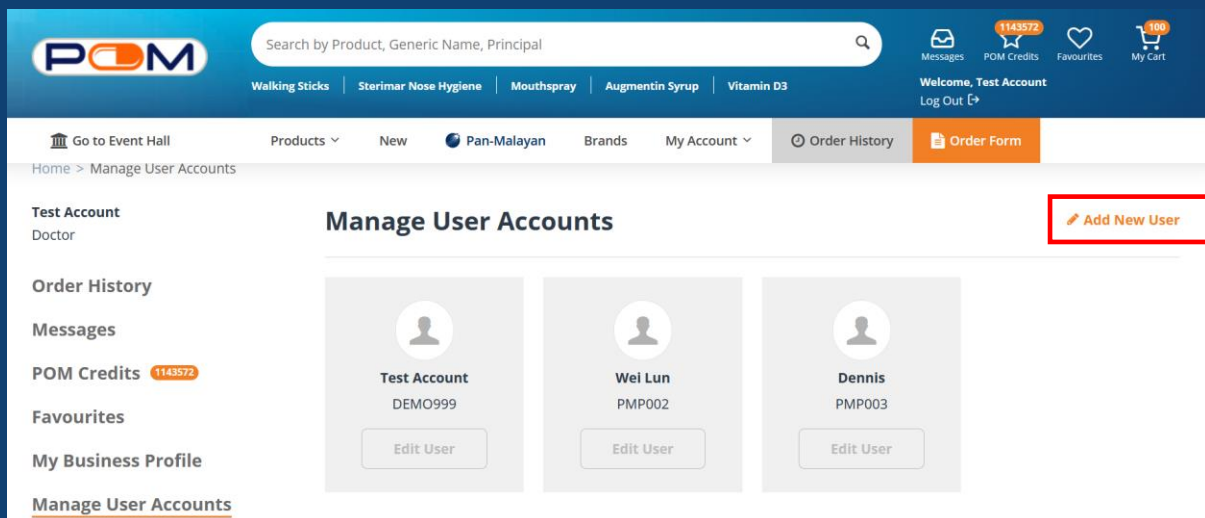 POM
Search by Product, Generic Name, Principal
1143572
100
Messages
POM Credits
Favourites
My Cart
Walking Sticks
Sterimar Nose Hygiene
Mouthspray
Augmentin Syrup
Vitamin D3
Welcome, Test Account
Log Out
Go to Event Hall
Products
New
Pan-Malayan
Brands
My Account
Order History
Order Form
Home > Manage User Accounts
Test Account
Doctor
Manage User Accounts
Add New User
Order History
Messages
POM Credits 1143572
Favourites
My Business Profile
Manage User Accounts
Test Account
DEMO999
Edit User
Wei Lun
PMP002
Edit User
Dennis
PMP003
Edit User